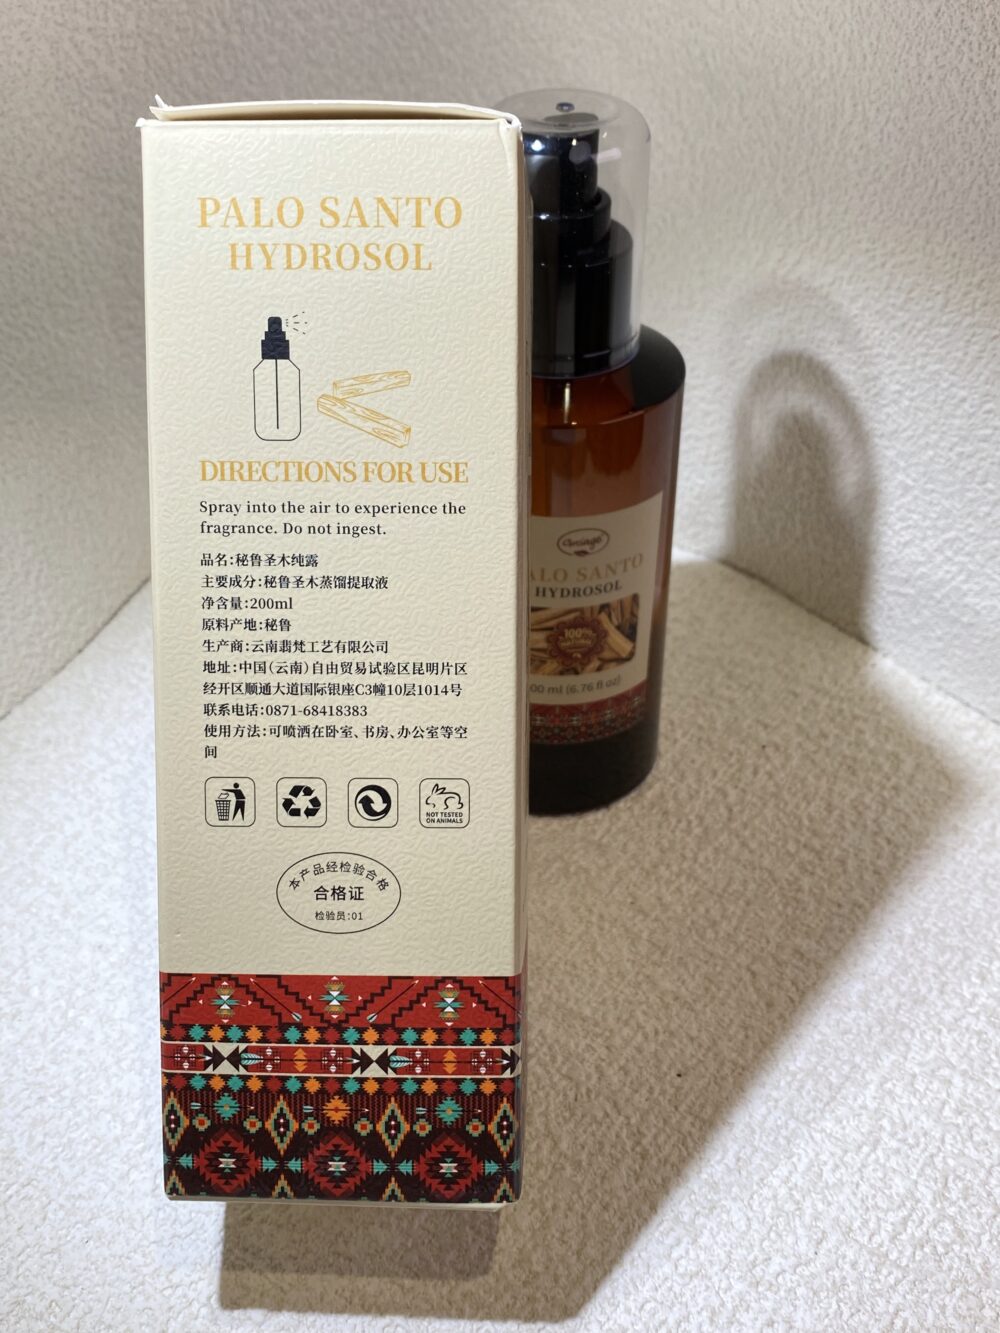 PALO SANTO
HYDROSOL
DIRECTIONS FOR USE
Spray into the air to experience the
fragrance. Do not ingest.
品名:秘鲁圣木纯露
主要成分:秘鲁圣木蒸馏提取液
净含量:200ml
原料产地:秘鲁
生产商:云南翡梵工艺有限公司
地址:中国(云南)自由贸易试验区昆明片区
经开区顺通大道国际银座C3幢10层1014号
联系电话:0871-68418383
使用方法:可喷洒在卧室、书房、办公室等空
间
NOT TESTED
ON ANIMALS
本产品经检验合格
合格证
检验员:01
ALO SANTO
HYDROSOL
100%
00 ml (6.76 fl oz)